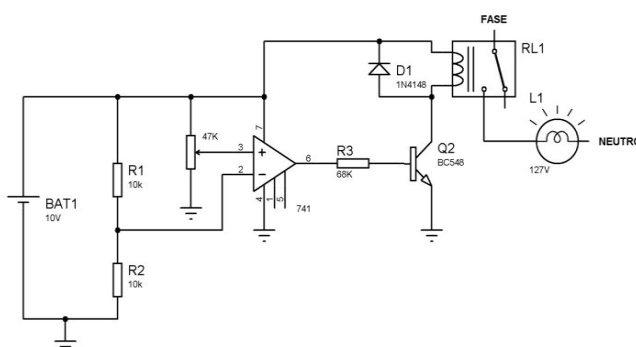 FASE
RL1
D1
1N4148
L1
47K
7
3
2
6
R3
68K
Q2
BC548
NEUTRO
127V
R1
10k
4
1
5
741
BAT1
10V
R2
10k